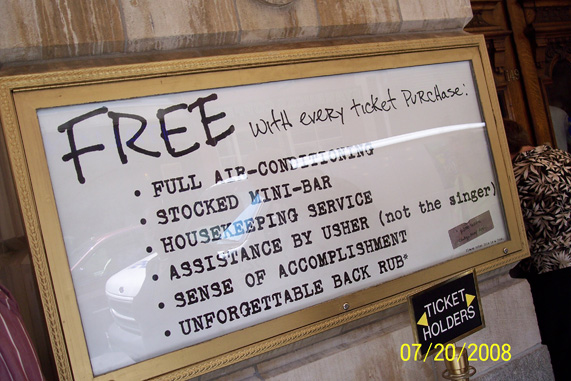 FREE with every ticket PURCHASE:
• FULL AIR-CONDITIONING
• STOCKED MINI-BAR
• HOUSEKEEPING SERVICE
• ASSISTANCE BY USHER (not the singer)
• SENSE OF ACCOMPLISHMENT
• UNFORGETTABLE BACK RUB*
TICKET
HOLDERS
07/20/2008